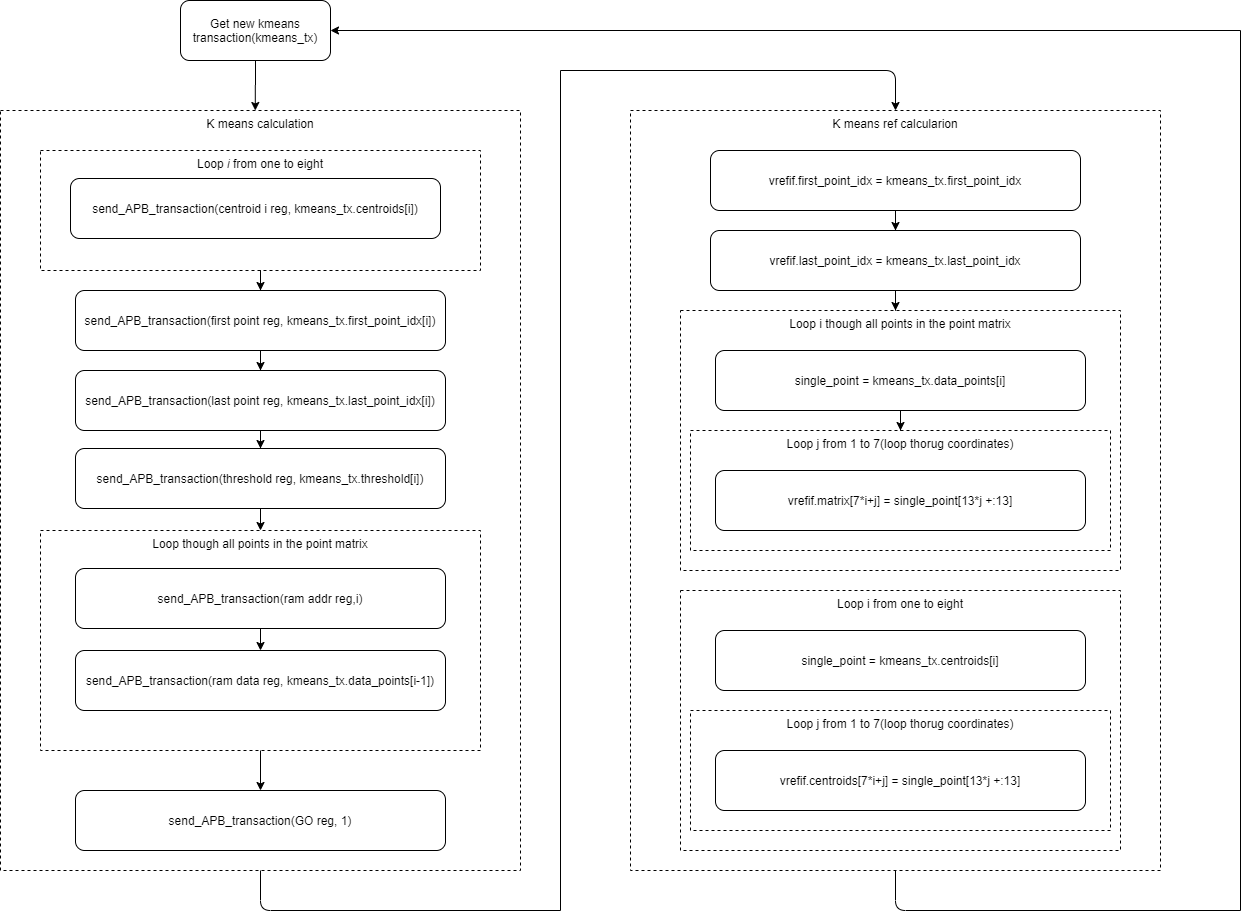 Get new kmeans
transaction(kmeans_tx)
K means calculation
Loop i from one to eight
send_APB_transaction(centroid i reg, kmeans_tx.centroids[i])
send_APB_transaction(first point reg, kmeans_tx.first_point_idx[i])
send_APB_transaction(last point reg, kmeans_tx.last_point_idx[i])
send_APB_transaction(threshold reg, kmeans_tx.threshold[i])
Loop though all points in the point matrix
send_APB_transaction(ram addr reg,i)
send_APB_transaction(ram data reg, kmeans_tx.data_points[i-1])
send_APB_transaction(GO reg, 1)
K means ref calcularion
vrefif.first_point_idx = kmeans_tx.first_point_idx
vrefif.last_point_idx = kmeans_tx.last_point_idx
Loop i though all points in the point matrix
single_point = kmeans_tx.data_points[i]
Loop j from 1 to 7(loop thorug coordinates)
vrefif.matrix[7*i+j] = single_point[13*j +:13]
Loop i from one to eight
single_point = kmeans_tx.centroids[i]
Loop j from 1 to 7(loop thorug coordinates)
vrefif.centroids[7*i+j] = single_point[13*j +:13]